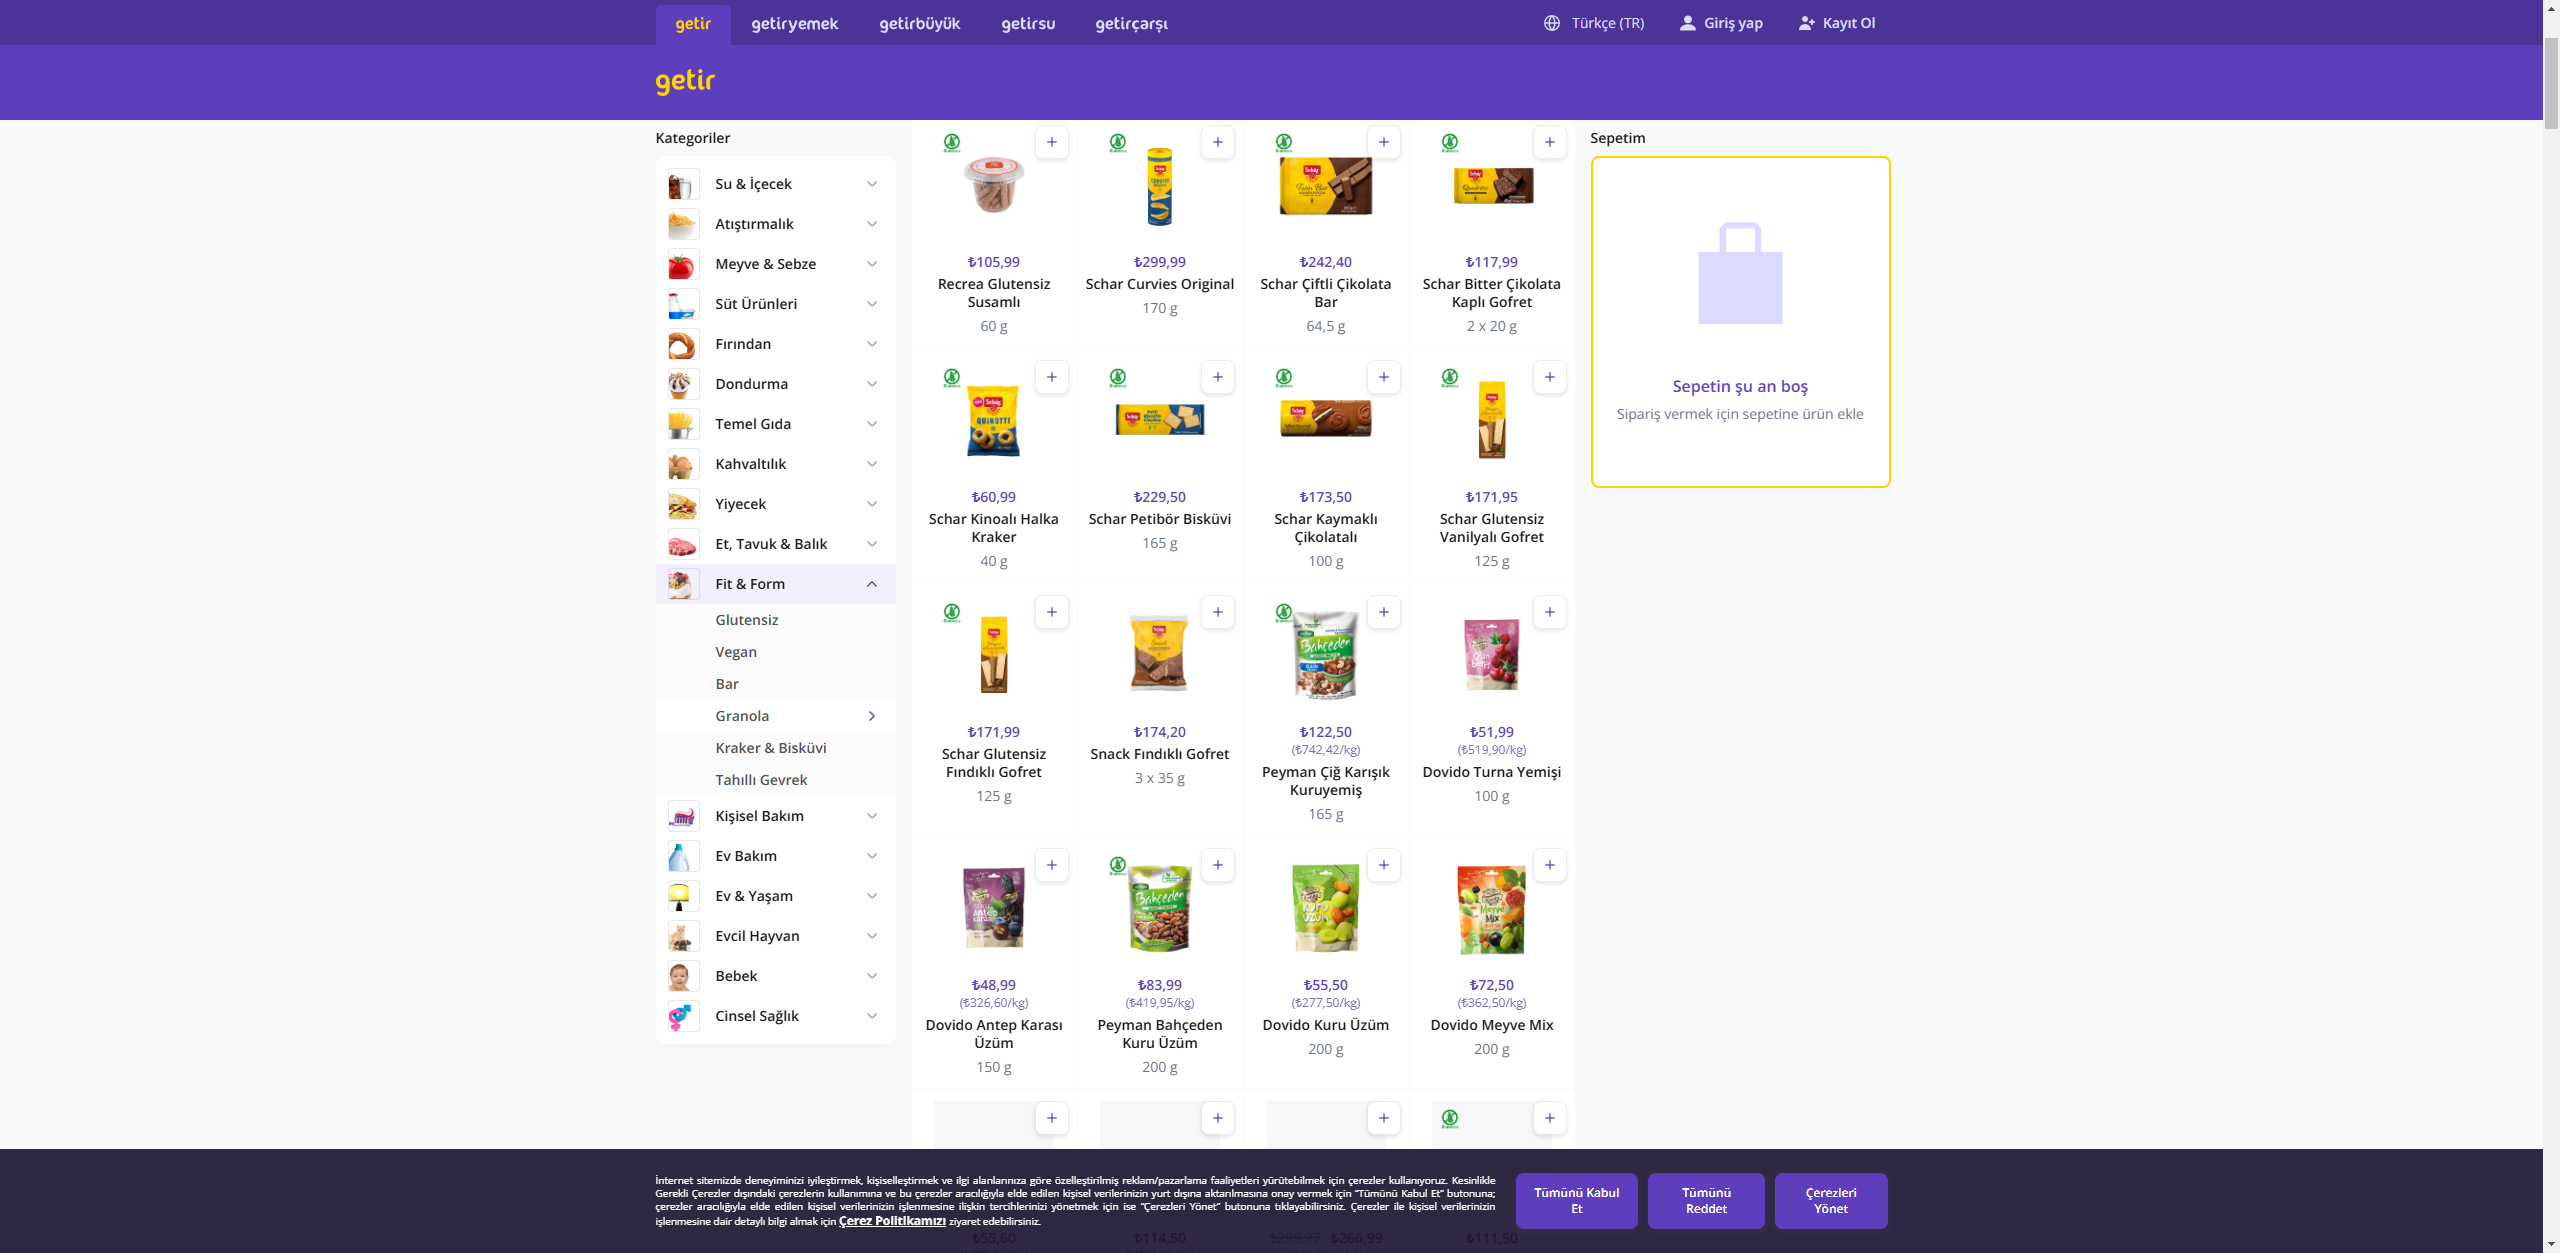 getir
getiryemek
getirbüyük
getirsu
getirçarşı
Türkçe (TR)
Giriş yap
Kayıt Ol
getir
Kategoriler
Su & İçecek
Atıştırmalık
Meyve & Sebze
Süt Ürünleri
Fırından
Dondurma
Temel Gıda
Kahvaltılık
Yiyecek
Et, Tavuk & Balık
Fit & Form
Glutensiz
Vegan
Bar
Granola
Kraker & Bisküvi
Tahıllı Gevrek
Kişisel Bakım
Ev Bakım
Ev & Yaşam
Evcil Hayvan
Bebek
Cinsel Sağlık
₺105,99
Recrea Glutensiz
Susamlı
60 g
₺299,99
Schar Curvies Original
170 g
₺242,40
Schar Çiftli Çikolata
Bar
64,5 g
₺117,99
Schar Bitter Çikolata
Kaplı Gofret
2 x 20 g
₺60,99
Schar Kinoalı Halka
Kraker
40 g
₺229,50
Schar Petibör Bisküvi
165 g
₺173,50
Schar Kaymaklı
Çikolatalı
100 g
₺171,95
Schar Glutensiz
Vanilyalı Gofret
125 g
₺171,99
Schar Glutensiz
Fındıklı Gofret
125 g
₺174,20
Snack Fındıklı Gofret
3 x 35 g
₺122,50
(₺742,42/kg)
Peyman Çiğ Karışık
Kuruyemiş
165 g
₺51,99
(₺519,90/kg)
Dovido Turna Yemişi
100 g
₺48,99
(₺326,60/kg)
Dovido Antep Karası
Üzüm
150 g
₺83,99
(₺419,95/kg)
Peyman Bahçeden
Kuru Üzüm
200 g
₺55,50
(₺277,50/kg)
Dovido Kuru Üzüm
200 g
₺72,50
(₺362,50/kg)
Dovido Meyve Mix
200 g
Sepetim
Sepetin şu an boş
Sipariş vermek için sepetine ürün ekle
İnternet sitemizde deneyiminizi iyileştirmek, kişiselleştirmek ve ilgi alanlarınıza göre özelleştirilmiş reklam/pazarlama faaliyetleri yürütebilmek için çerezler kullanıyoruz. Kesinlikle
Gerekli Çerezler dışındaki çerezlerin kullanımına ve bu çerezler aracılığıyla elde edilen kişisel verilerinizin yurt dışına aktarılmasına onay vermek için "Tümünü Kabul Et" butonuna;
çerezler aracılığıyla elde edilen kişisel verilerinizin işlenmesine ilişkin tercihlerinizi yönetmek için ise "Çerezleri Yönet" butonuna tıklayabilirsiniz. Çerezler ile kişisel verilerinizin
işlenmesine dair detaylı bilgi almak için Çerez Politikamızı ziyaret edebilirsiniz.
Tümünü Kabul
Et
Tümünü
Reddet
Çerezleri
Yönet
₺55,60
₺114,50
₺299,97 ₺266,99
₺111,50